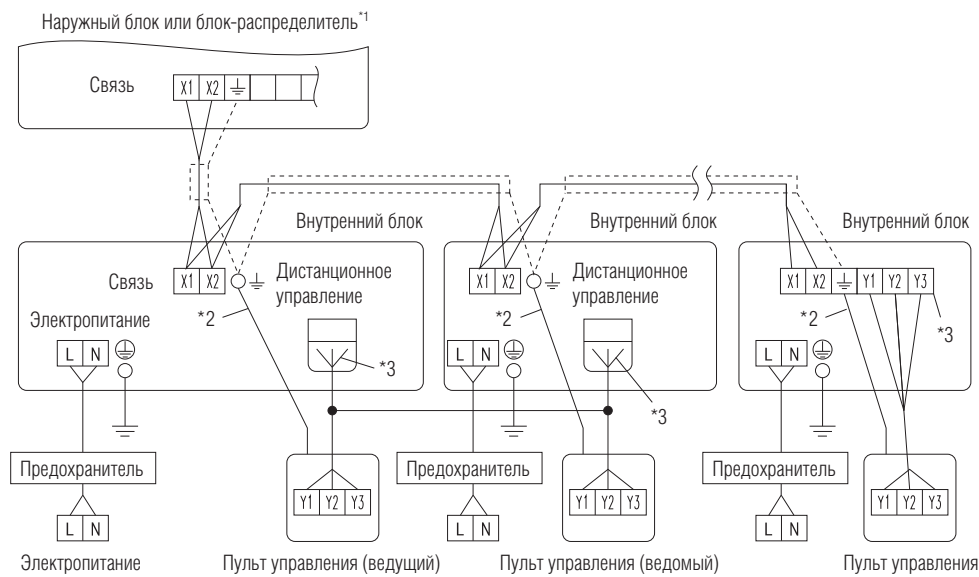 Наружный блок или блок-распределитель*1
Связь
X1 X2
Внутренний блок Внутренний блок Внутренний блок
Связь X1 X2 Дистанционное управление X1 X2 Дистанционное управление X1 X2 Y1 Y2 Y3
*2 *2 *2 *3
Электропитание
L N L N L N
*3 *3
Предохранитель Предохранитель Предохранитель
Y1 Y2 Y3 Y1 Y2 Y3 Y1 Y2 Y3
L N L N L N
Электропитание Пульт управления (ведущий) Пульт управления (ведомый) Пульт управления